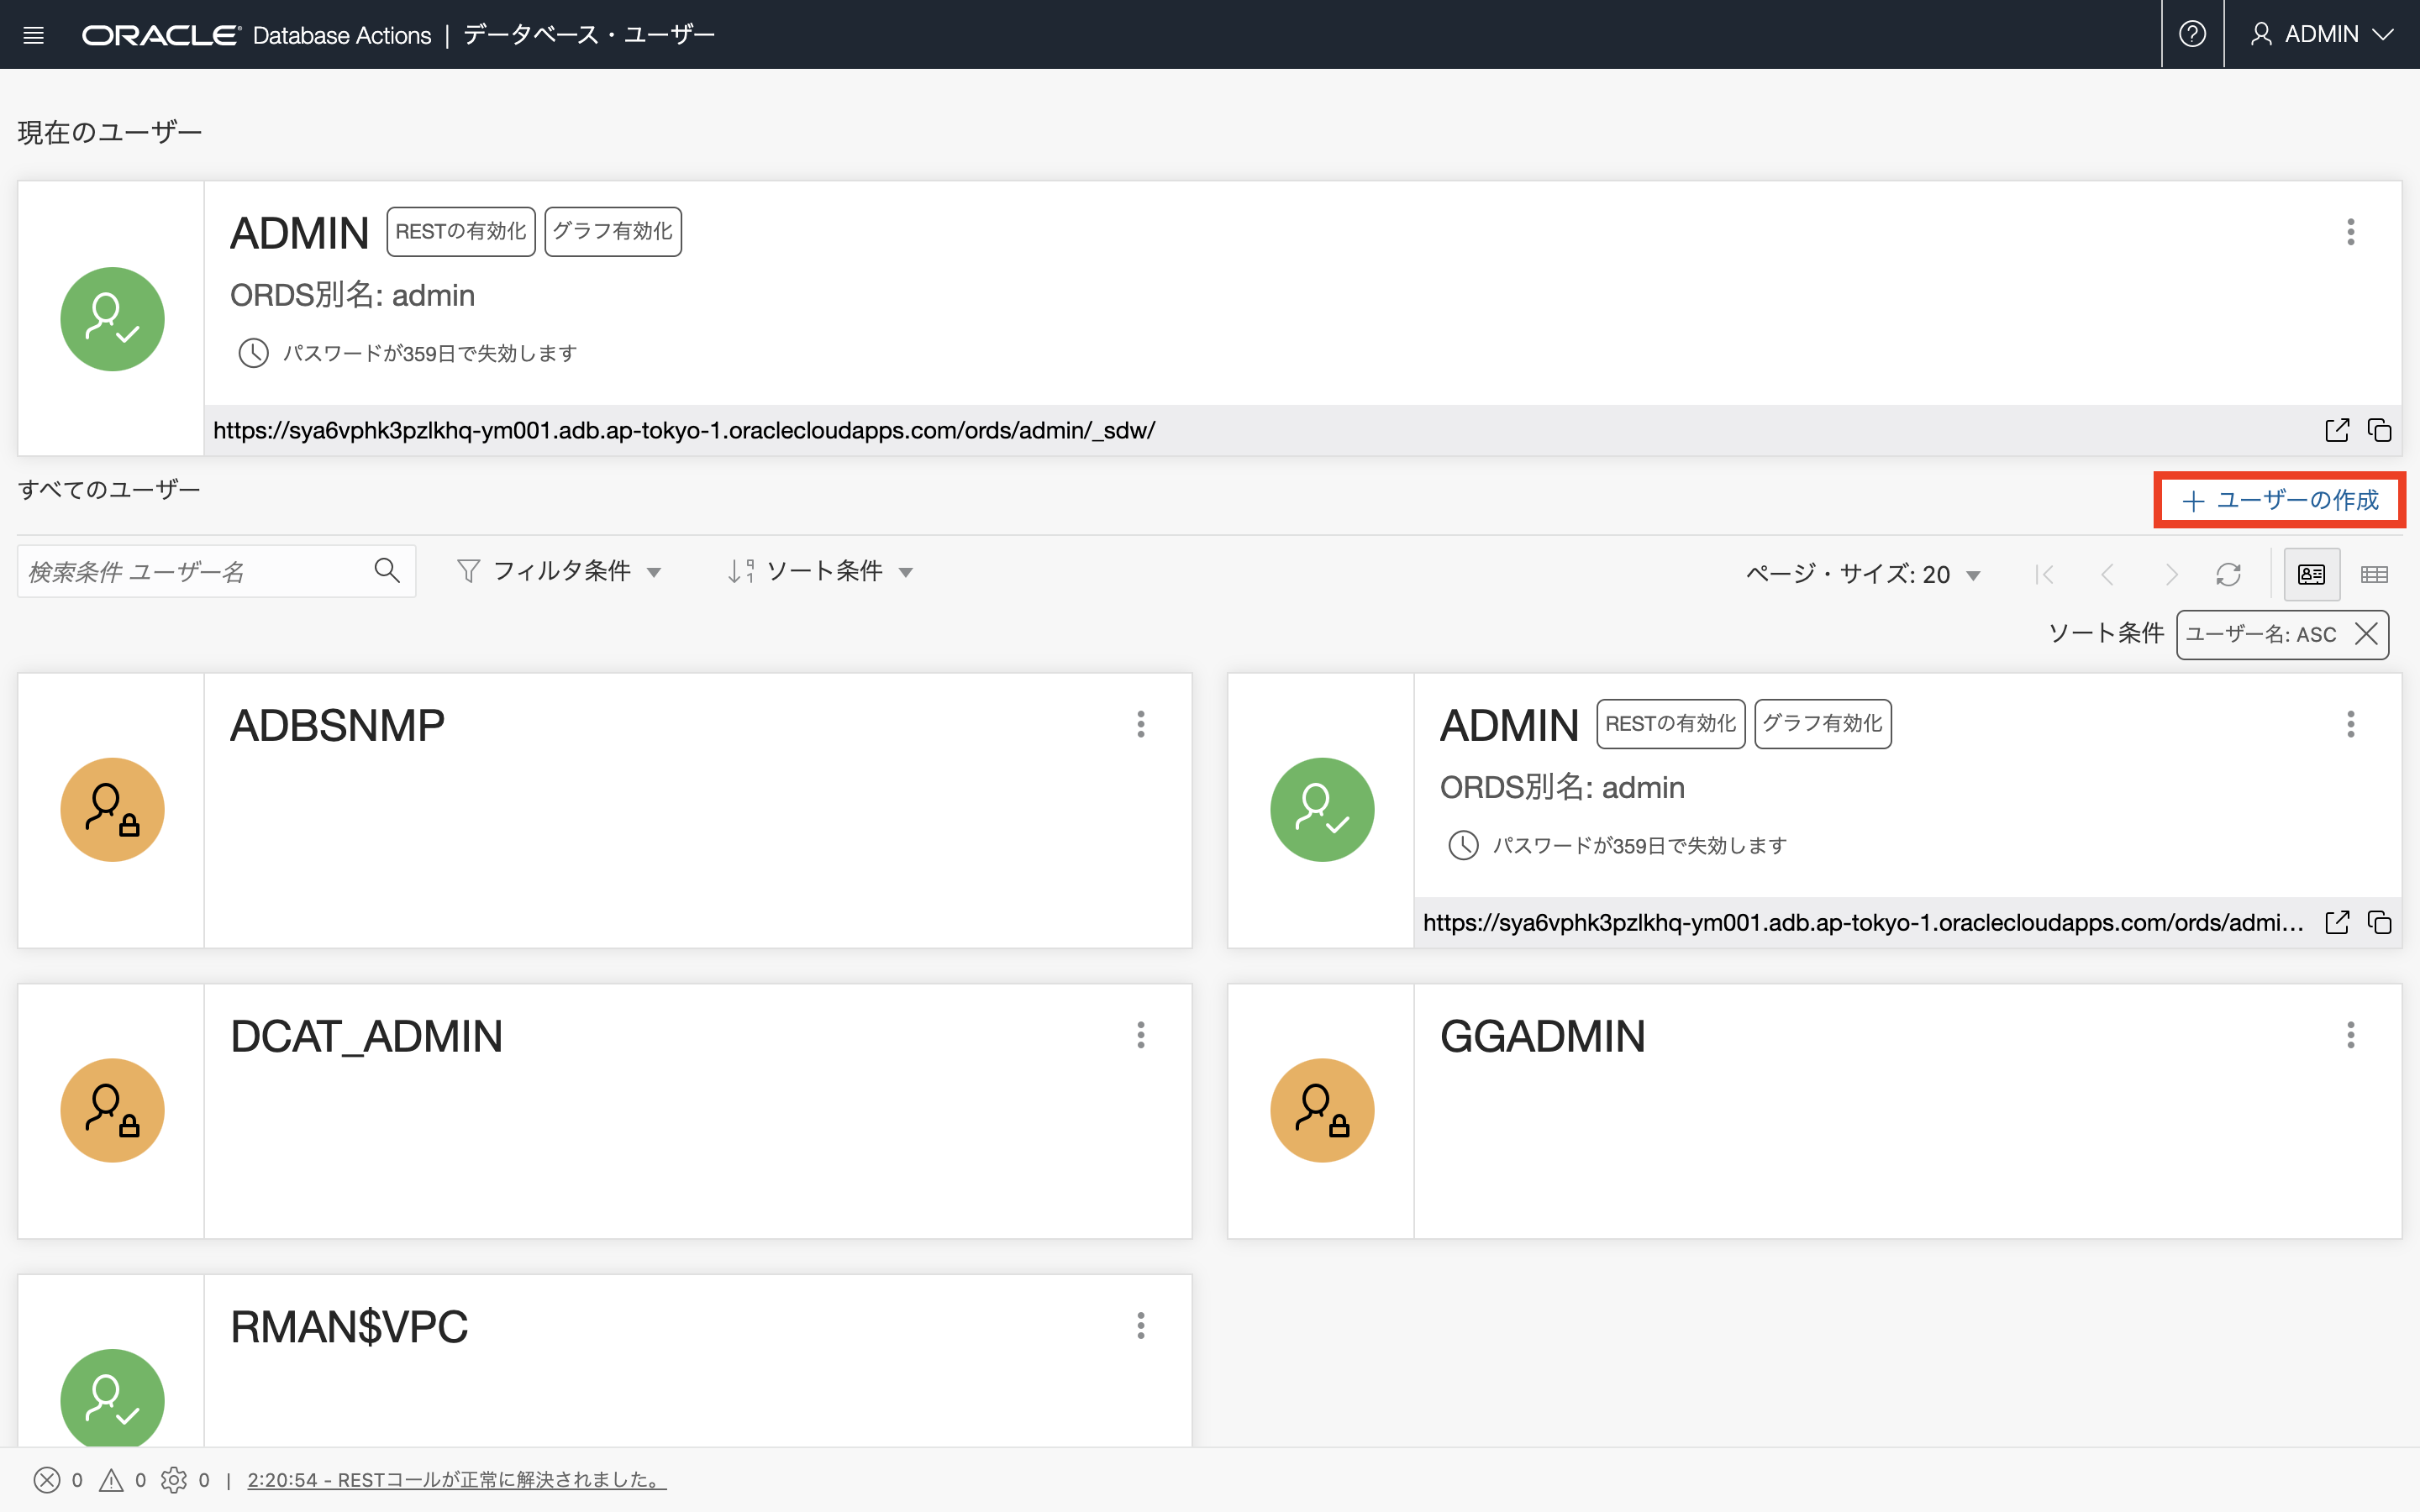 ORACLE Database Actions | データベース・ユーザー
ADMIN
現在のユーザー
ADMIN RESTの有効化 グラフ有効化
ORDS別名: admin
パスワードが359日で失効します
https://sya6vphk3pzlkhq-ym001.adb.ap-tokyo-1.oraclecloudapps.com/ords/admin/_sdw/
すべてのユーザー
ユーザーの作成
検索条件 ユーザー名
フィルタ条件
ソート条件
ページ・サイズ: 20
ソート条件 ユーザー名: ASC
ADBSNMP
ADMIN RESTの有効化 グラフ有効化
ORDS別名: admin
パスワードが359日で失効します
https://sya6vphk3pzlkhq-ym001.adb.ap-tokyo-1.oraclecloudapps.com/ords/admi...
DCAT_ADMIN
GGADMIN
RMAN$VPC
0 0 0 | 2:20:54 - RESTコールが正常に解決されました。